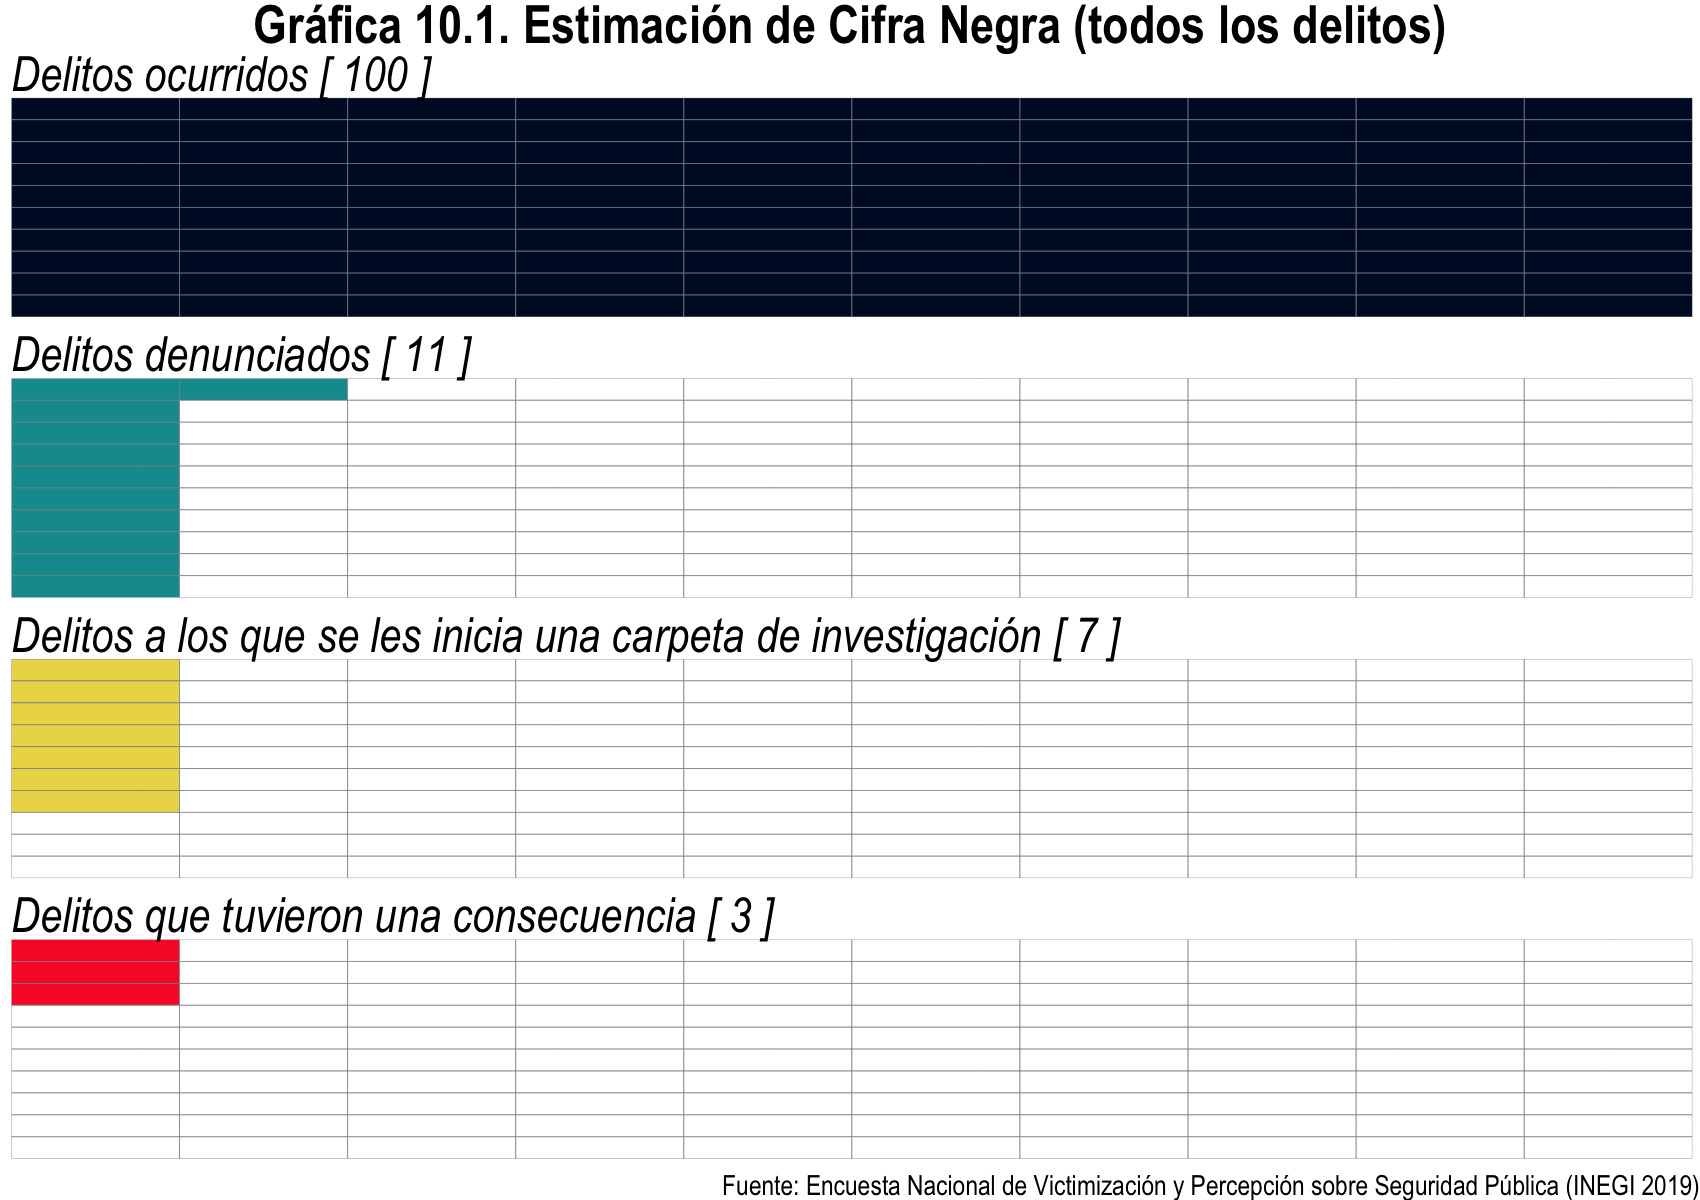 Gráfica 10.1. Estimación de Cifra Negra (todos los delitos)
Delitos ocurridos [ 100 ]
Delitos denunciados [ 11 ]
Delitos a los que se les inicia una carpeta de investigación [ 7 ]
Delitos que tuvieron una consecuencia [ 3 ]
Fuente: Encuesta Nacional de Victimización y Percepción sobre Seguridad Pública (INEGI 2019)